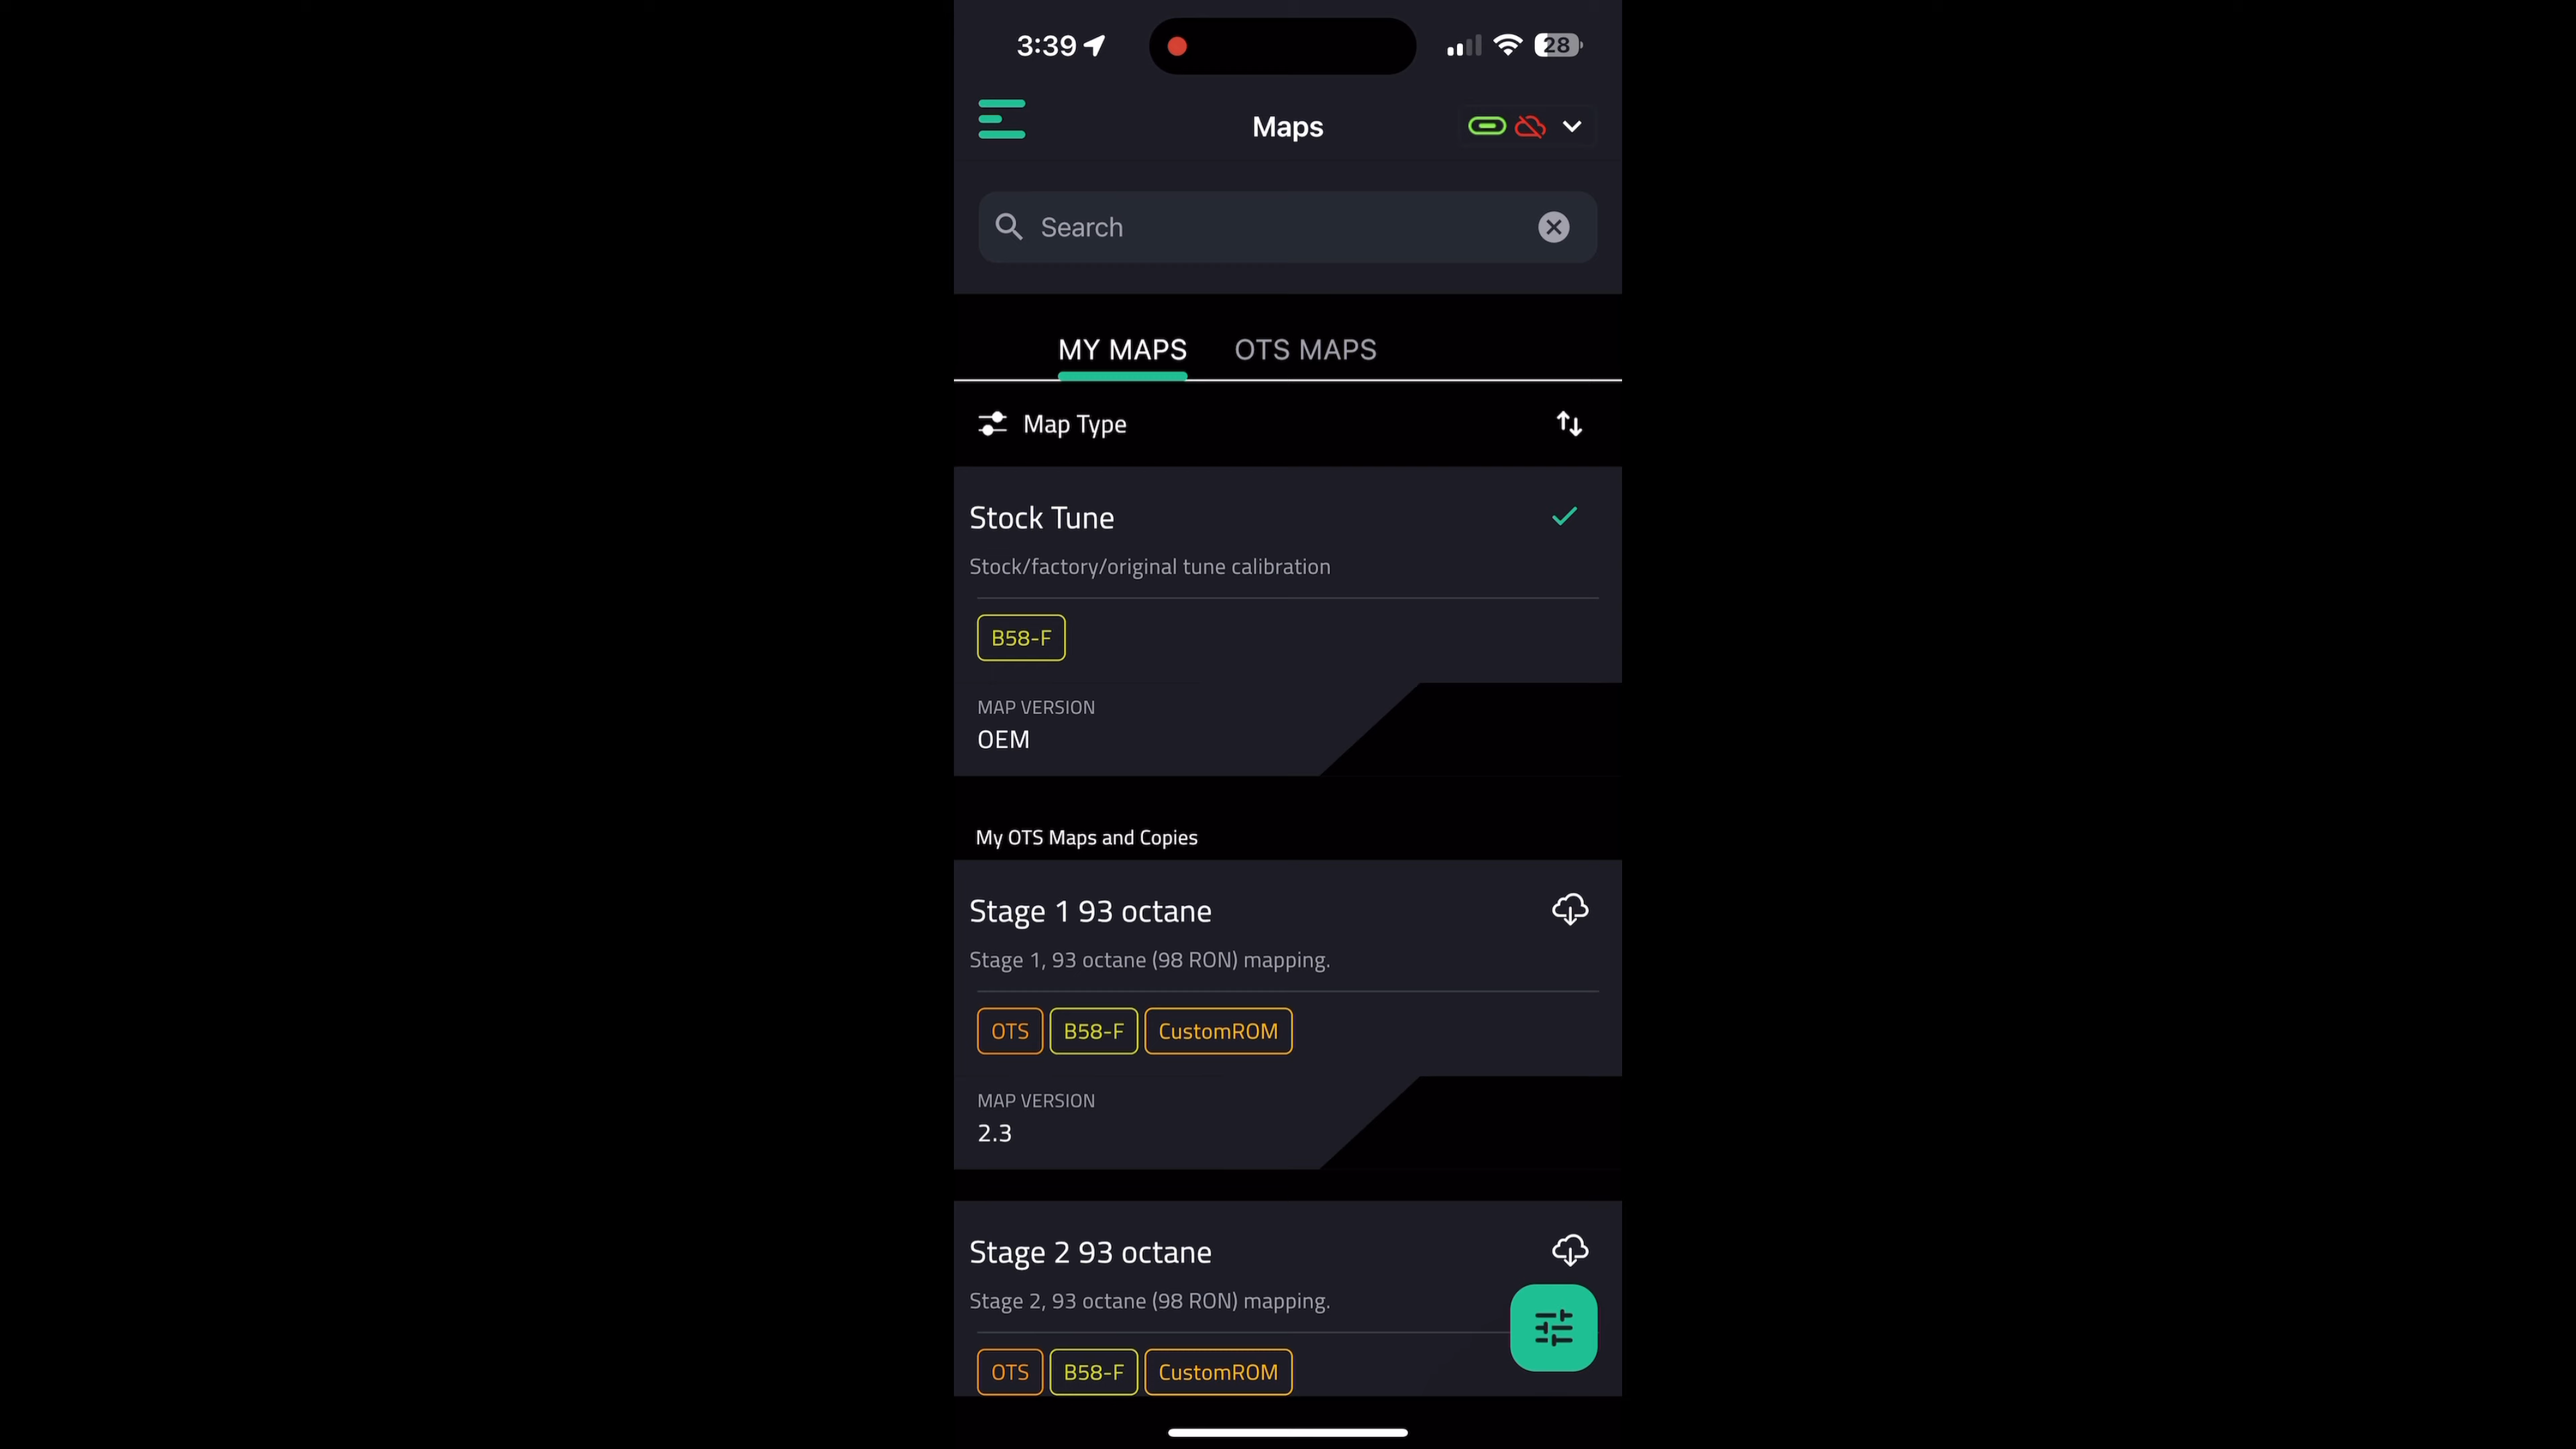 3:39
28
Maps
Search
MY MAPS OTS MAPS
Map Type
Stock Tune
Stock/factory/original tune calibration
B58-F
MAP VERSION
OEM
My OTS Maps and Copies
Stage 1 93 octane
Stage 1, 93 octane (98 RON) mapping.
OTS B58-F CustomROM
MAP VERSION
2.3
Stage 2 93 octane
Stage 2, 93 octane (98 RON) mapping.
OTS B58-F CustomROM